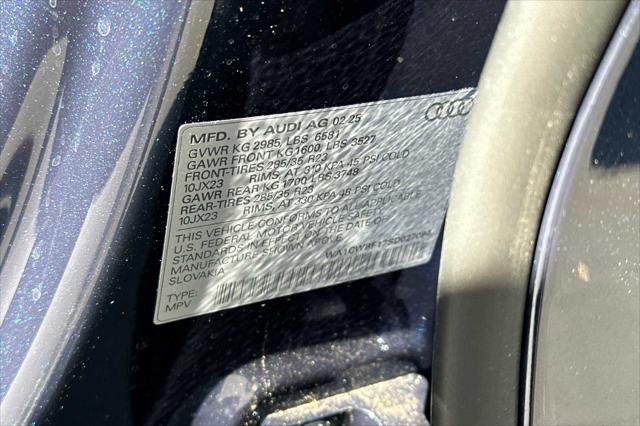 MFD. BY AUDI AG 02-25
GVWR KG 2985, LBS 6581
GAWR FRONT KG1600, LBS 3527
FRONT-TIRES 285/35 R23
10JX23 RIMS, AT 310 KPA 45 PSI COLD
GAWR REAR KG 1700 LBS 3748
REAR-TIRES 285/35 R23
10JX23 RIMS, AT 330 KPA 48 PSI COLD
THIS VEHICLE CONFORMS TO ALL APPLICABLE
U.S. FEDERAL MOTOR VEHICLE SAFETY
STANDARDS IN EFFECT ON THE DATE OF
MANUFACTURE SHOWN ABOVE.
SLOVAKIA
TYPE:
MPV